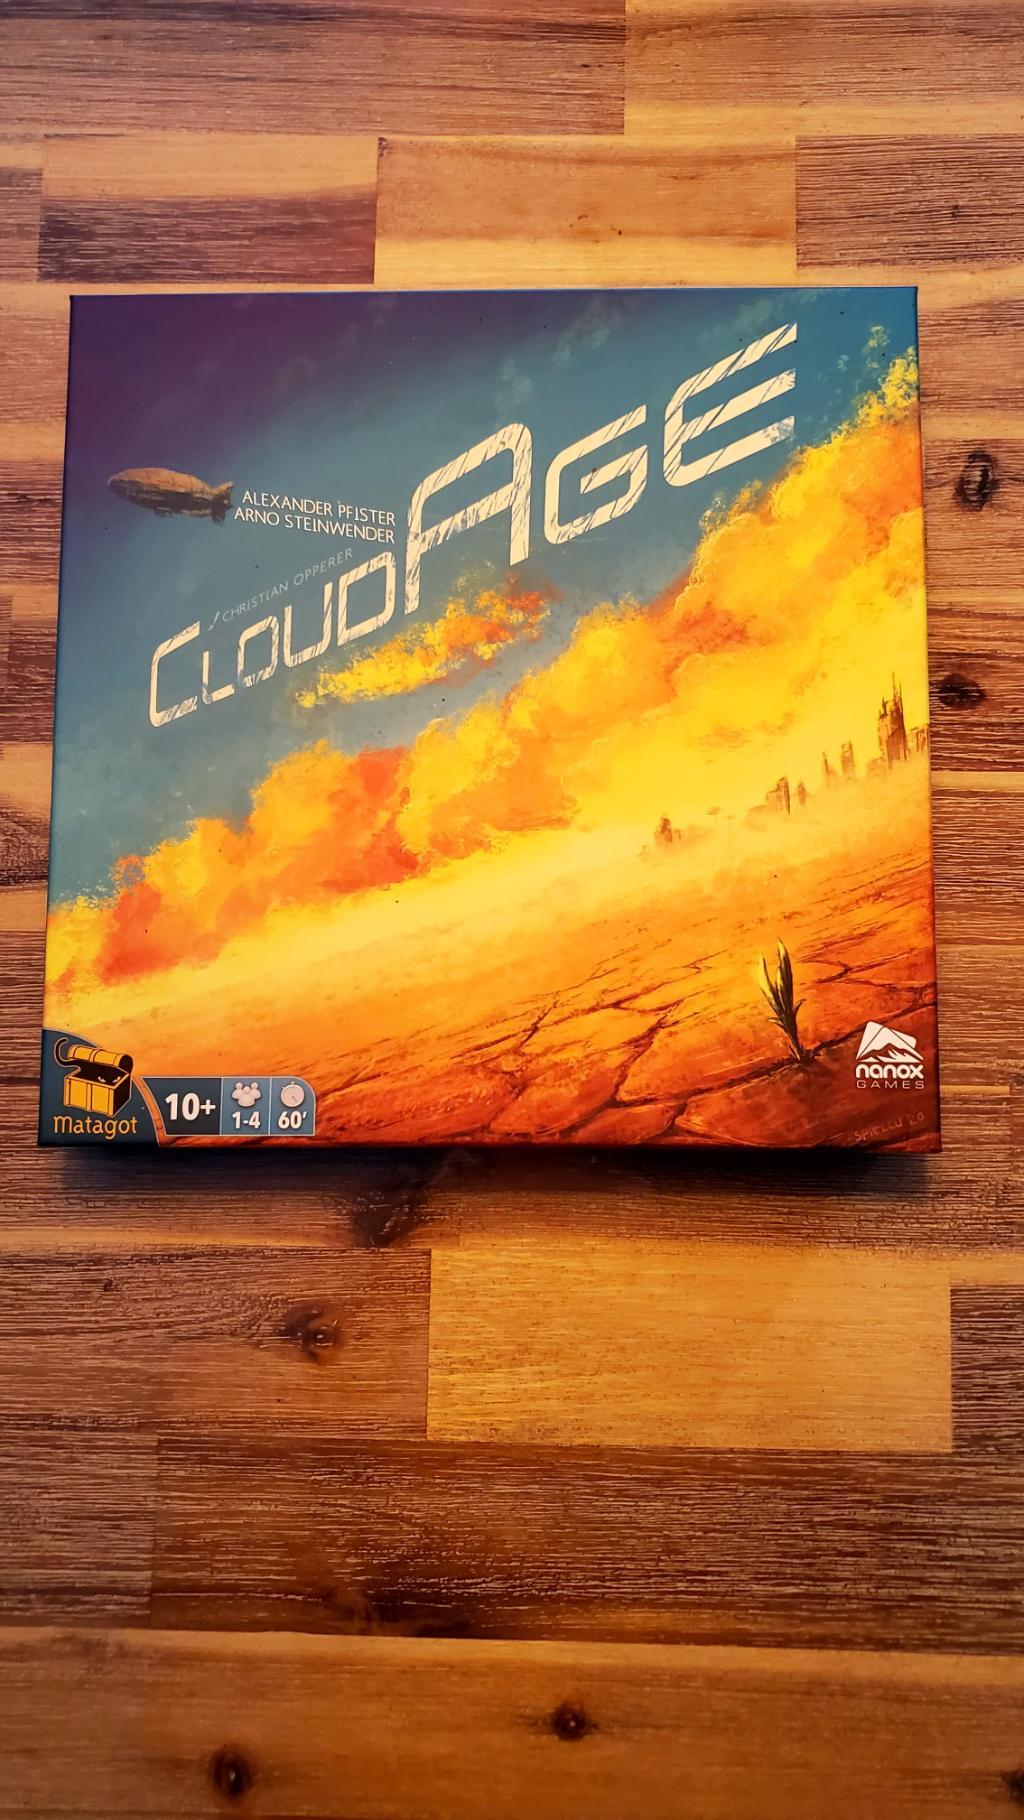 CLOUDAGE
ALEXANDER PFISTER
ARNO STEINWENDER
CHRISTIAN OPPERER
matagot
10+
1-4
60'
nanox
GAMES